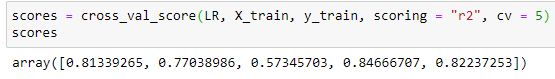 scores = cross_val_score(LR, X_train, y_train, scoring = "r2", cv = 5)
scores
array([0.81339265, 0.77038986, 0.57345703, 0.84666707, 0.82237253])